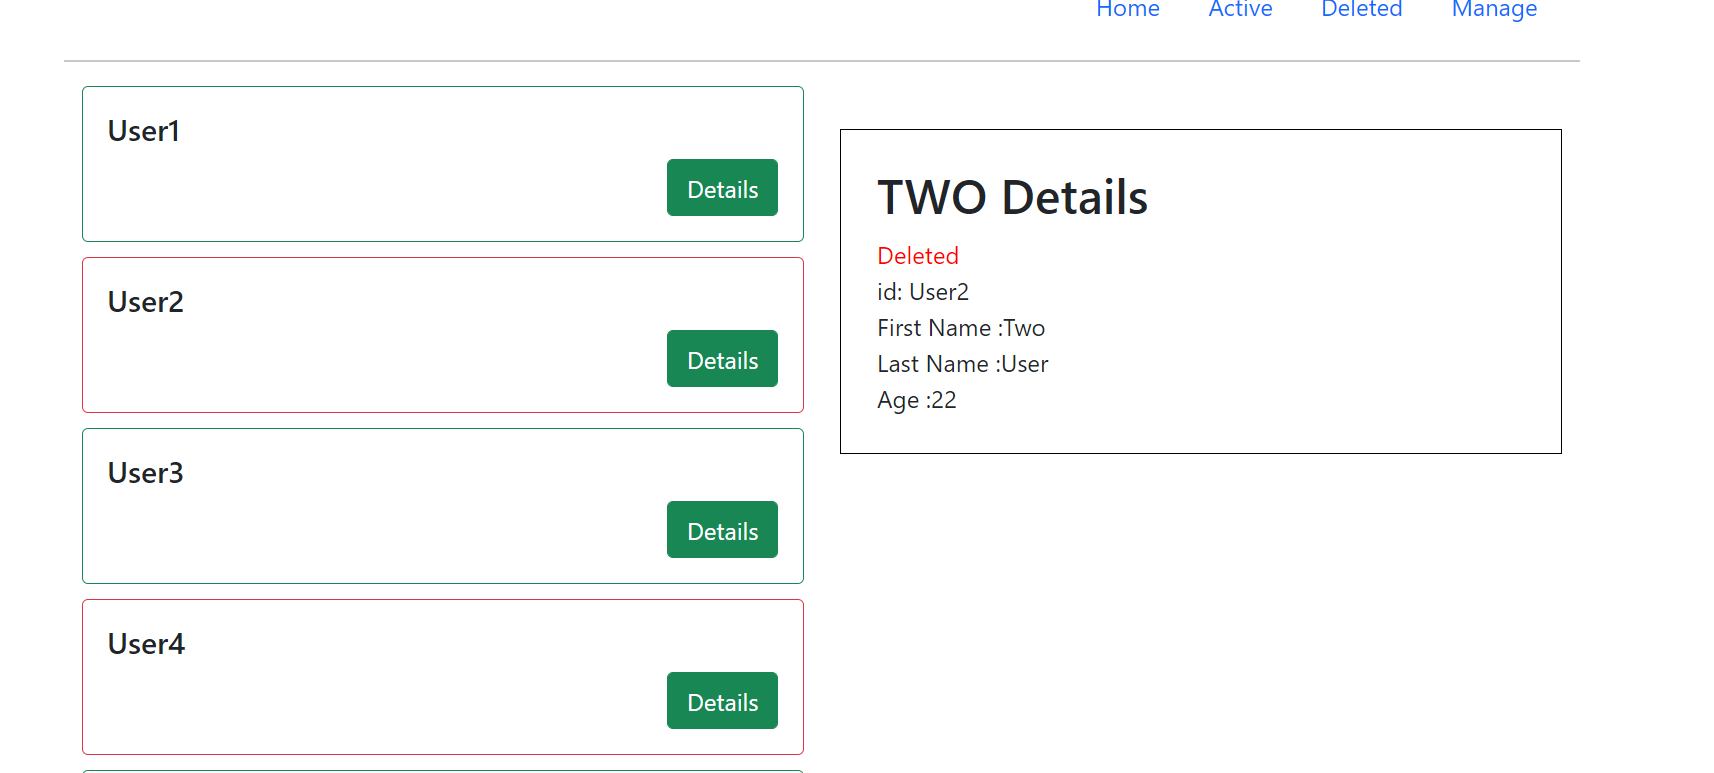 Home Active Deleted Manage
User1
Details
User2
Details
User3
Details
User4
Details
TWO Details
Deleted
id: User2
First Name :Two
Last Name :User
Age :22